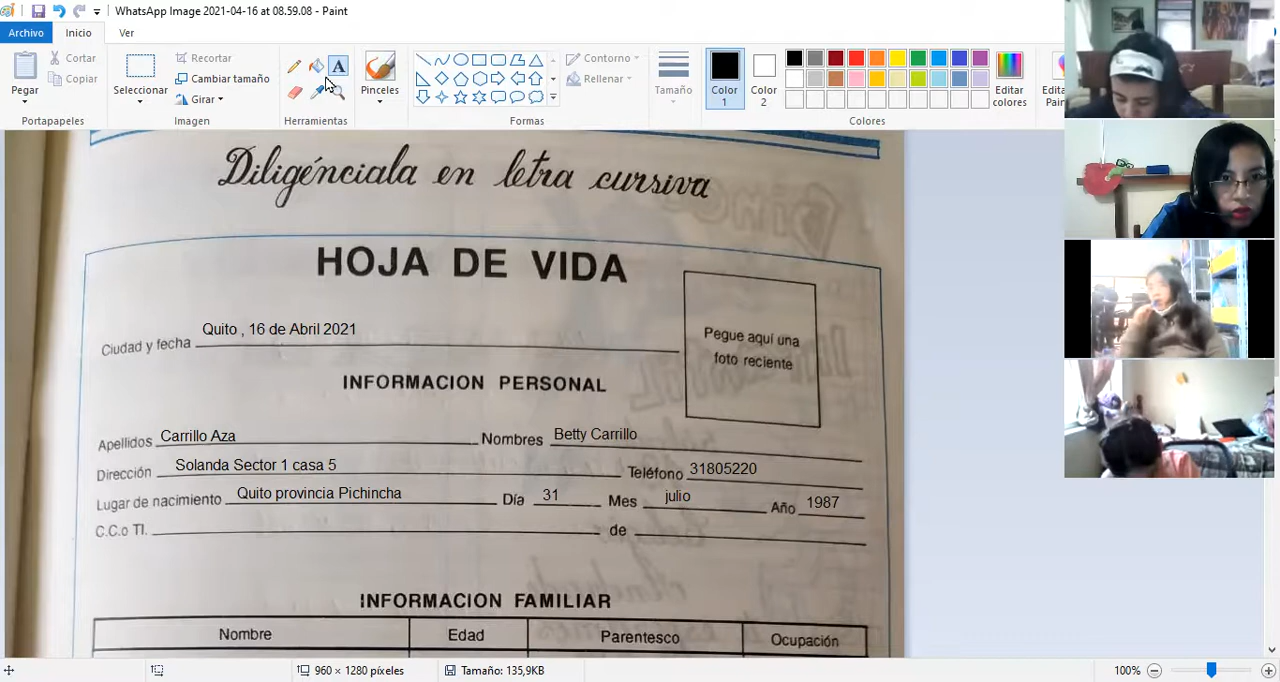 WhatsApp Image 2021-04-16 at 08.59.08 - Paint
Archivo Inicio Ver
Pegar Cortar Copiar
Portapapeles
Seleccionar Recortar Cambiar tamaño Girar
Imagen
A
Herramientas
Pinceles
Contorno Rellenar
Formas
Tamaño
Color 1 Color 2 Editar colores
Colores
Diligénciala en letra cursiva
HOJA DE VIDA
Pegue aquí una foto reciente
Ciudad y fecha Quito , 16 de Abril 2021
INFORMACION PERSONAL
Apellidos Carrillo Aza Nombres Betty Carrillo
Dirección Solanda Sector 1 casa 5 Teléfono 31805220
Lugar de nacimiento Quito provincia Pichincha Día 31 Mes julio Año 1987
C.C.o TI. de
INFORMACION FAMILIAR
Nombre Edad Parentesco Ocupación
960 × 1280 píxeles Tamaño: 135,9KB 100%